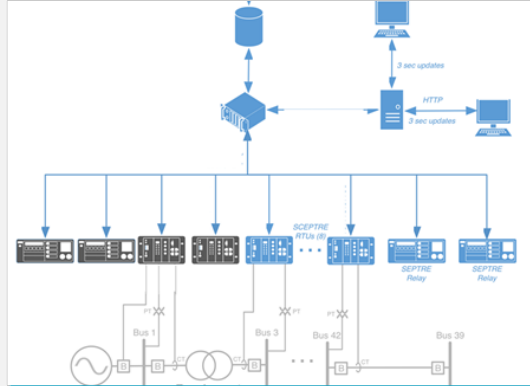 3 sec updates
HTTP
3 sec updates
SCEPTRE
RTUs (8)
SEPTRE
Relay
SEPTRE
Relay
PT
PT
PT
Bus 1
Bus 3
Bus 42
Bus 39
CT
CT
CT
B
B
B
B
B